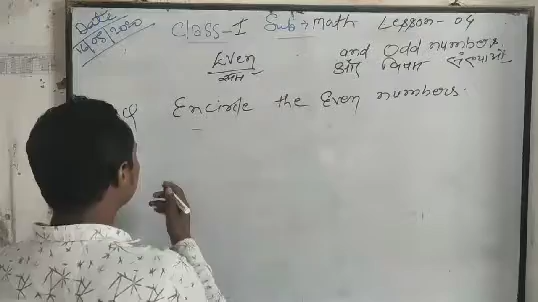 Date
14/08/2020
Class-I Sub→math Lesson-04
Even and Odd numbers
सम और विषम संख्याओं
Q Encircle the Even numbers.